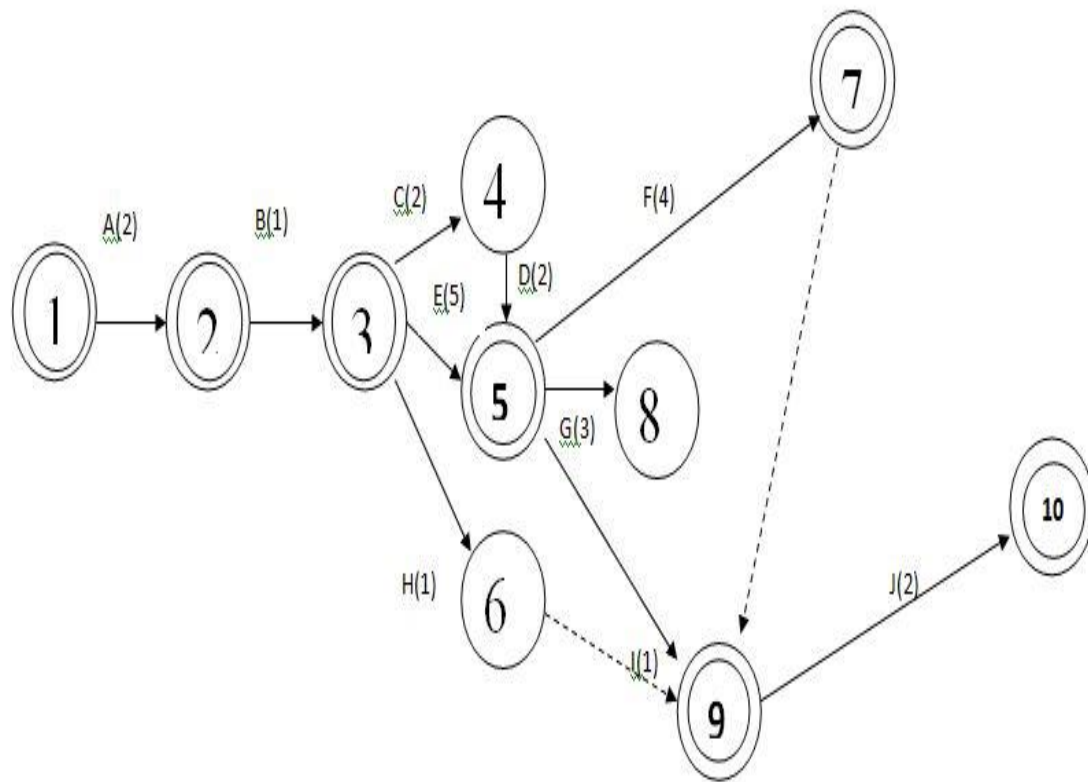 7
4
C(2)
F(4)
A(2)
B(1)
D(2)
E(5)
1
2
3
5
8
G(3)
10
H(1)
6
J(2)
I(1)
9